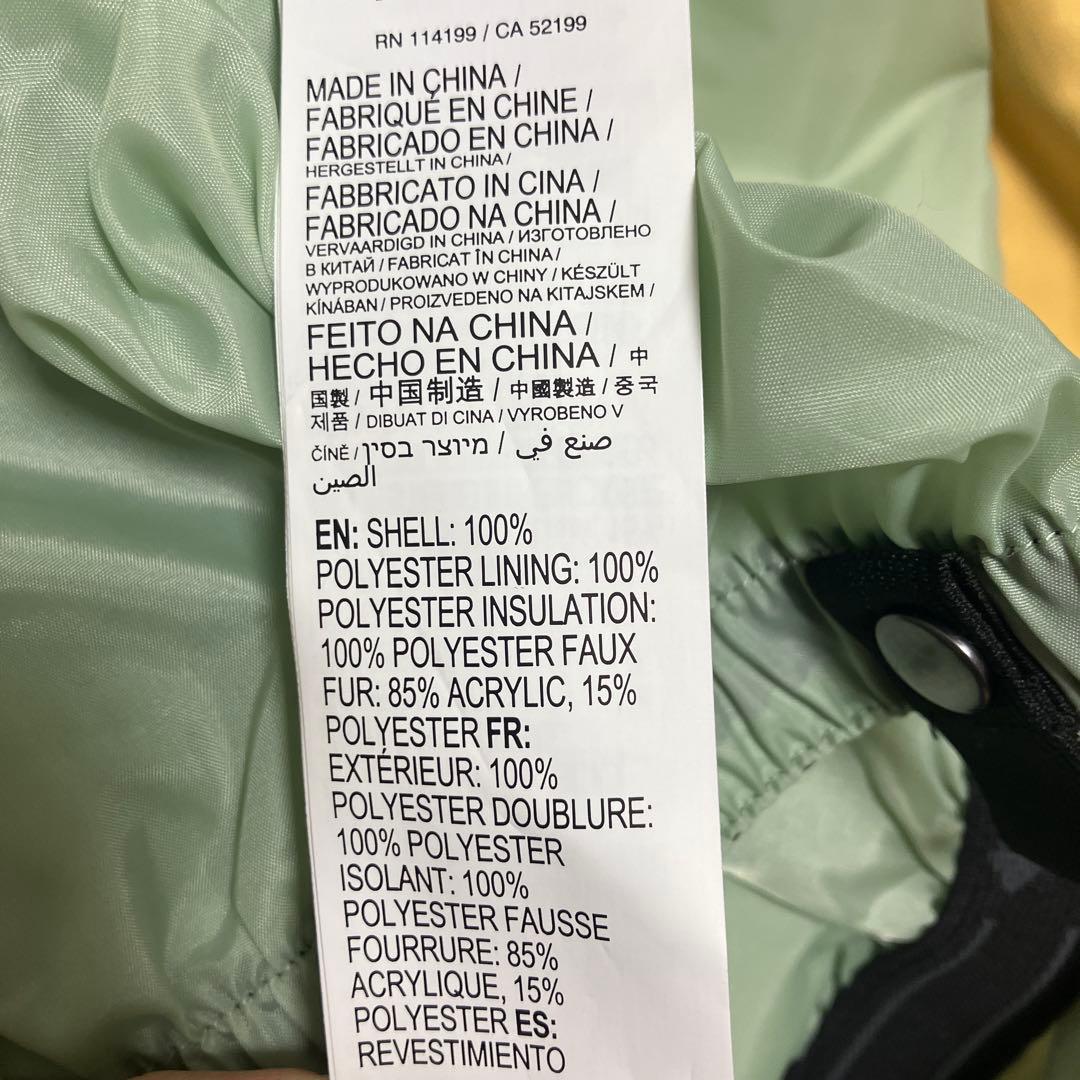 RN 114199 / CA 52199
MADE IN CHINA /
FABRIQUÉ EN CHINE /
FABRICADO EN CHINA /
HERGESTELLT IN CHINA /
FABBRICATO IN CINA /
FABRICADO NA CHINA /
VERVAARDIGD IN CHINA / ИЗГОТОВЛЕНО
В КИТАЙ / FABRICAT ÎN CHINA /
WYPRODUKOWANO W CHINY / KÉSZÜLT
KÍNÁBAN / PROIZVEDENO NA KITAJSKEM /
FEITO NA CHINA /
HECHO EN CHINA / 中
国製 / 中国制造 / 中國製造 / 중국
제품 / DIBUAT DI CINA / VYROBENO V
ČÍNĚ / מיוצר בסין / صنع في
الصين
EN: SHELL: 100%
POLYESTER LINING: 100%
POLYESTER INSULATION:
100% POLYESTER FAUX
FUR: 85% ACRYLIC, 15%
POLYESTER FR:
EXTÉRIEUR: 100%
POLYESTER DOUBLURE:
100% POLYESTER
ISOLANT: 100%
POLYESTER FAUSSE
FOURRURE: 85%
ACRYLIQUE, 15%
POLYESTER ES:
REVESTIMIENTO